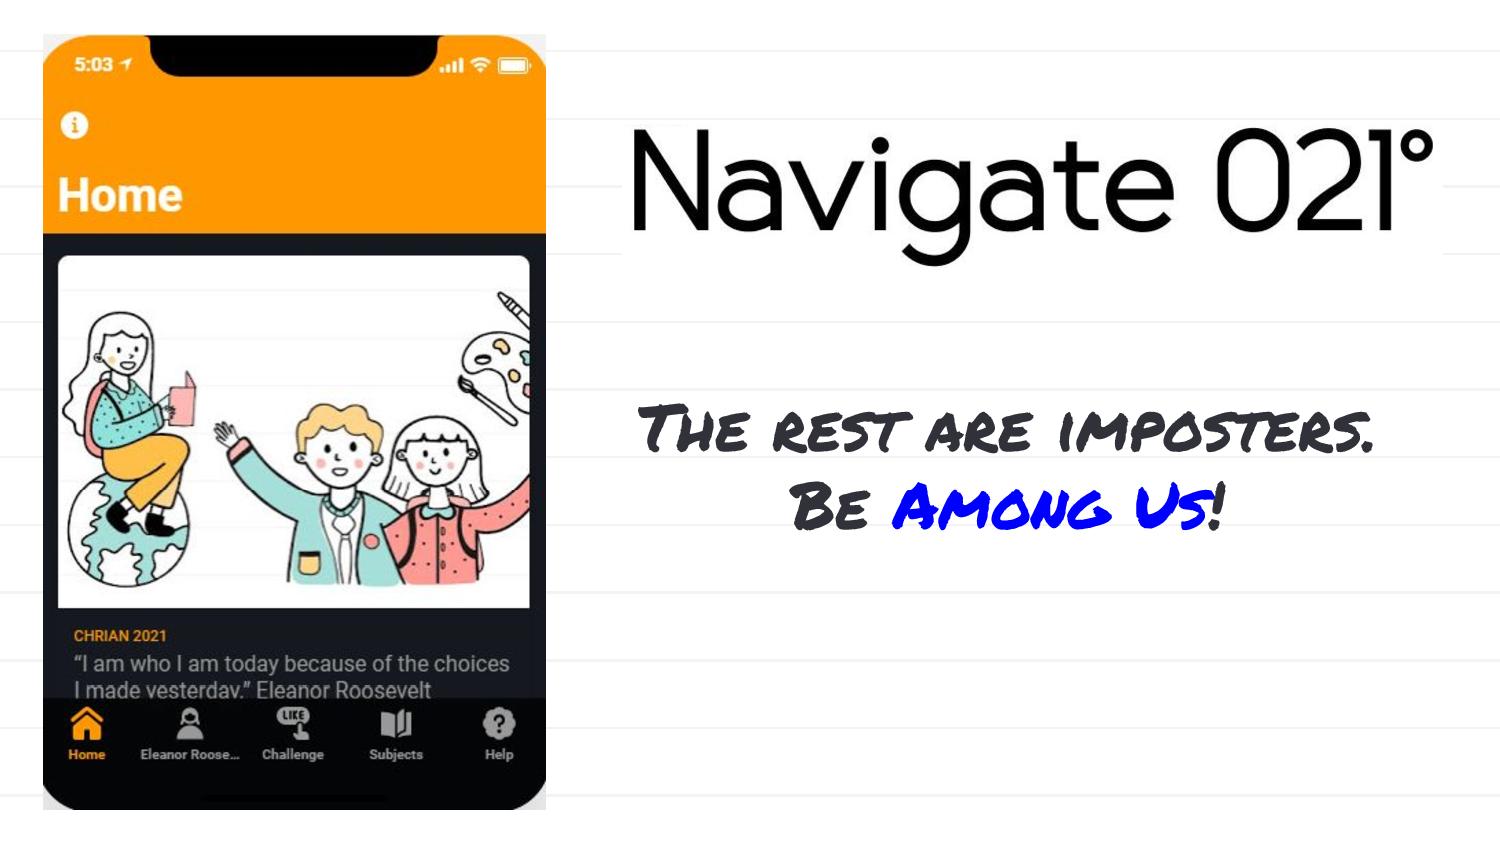 5:03
Home
CHRIAN 2021
“I am who I am today because of the choices
I made yesterday.” Eleanor Roosevelt
Home
Eleanor Roose...
LIKE
Challenge
Subjects
Help
Navigate 021°
The rest are imposters.
Be Among Us!